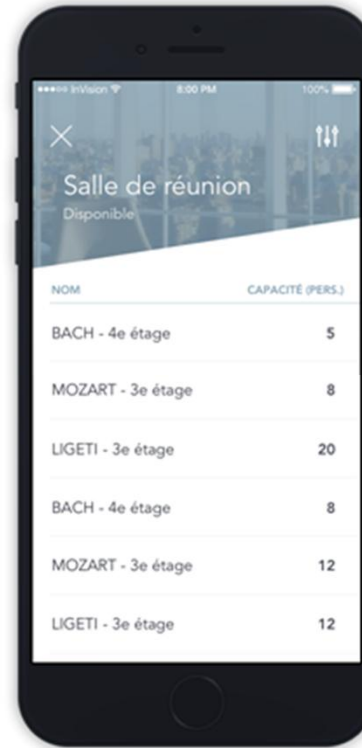 InVision 8:00 PM 100%
Salle de réunion
Disponible
NOM CAPACITÉ (PERS.)
BACH - 4e étage 5
MOZART - 3e étage 8
LIGETI - 3e étage 20
BACH - 4e étage 8
MOZART - 3e étage 12
LIGETI - 3e étage 12